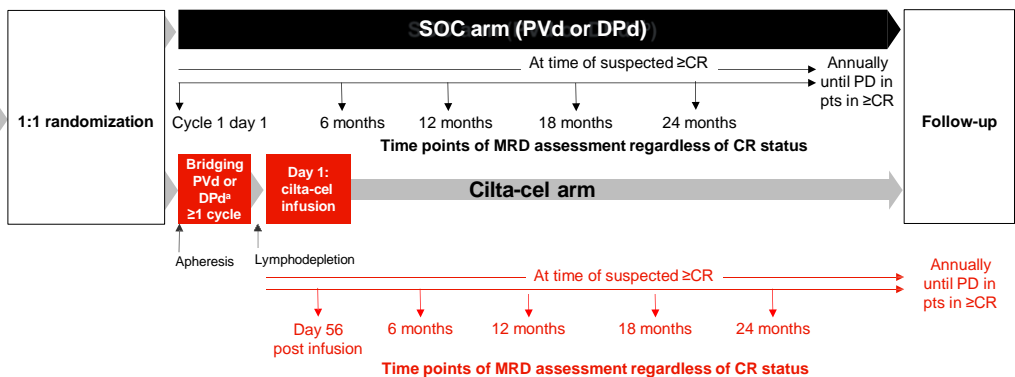 SOC arm (PVd or DPd)
At time of suspected ≥CR
Annually
until PD in
pts in ≥CR
1:1 randomization
Cycle 1 day 1
6 months
12 months
18 months
24 months
Follow-up
Time points of MRD assessment regardless of CR status
Bridging
PVd or
DPdᵃ
≥1 cycle
Day 1:
cilta-cel
infusion
Cilta-cel arm
Apheresis
Lymphodepletion
At time of suspected ≥CR
Annually
until PD in
pts in ≥CR
Day 56
post infusion
6 months
12 months
18 months
24 months
Time points of MRD assessment regardless of CR status